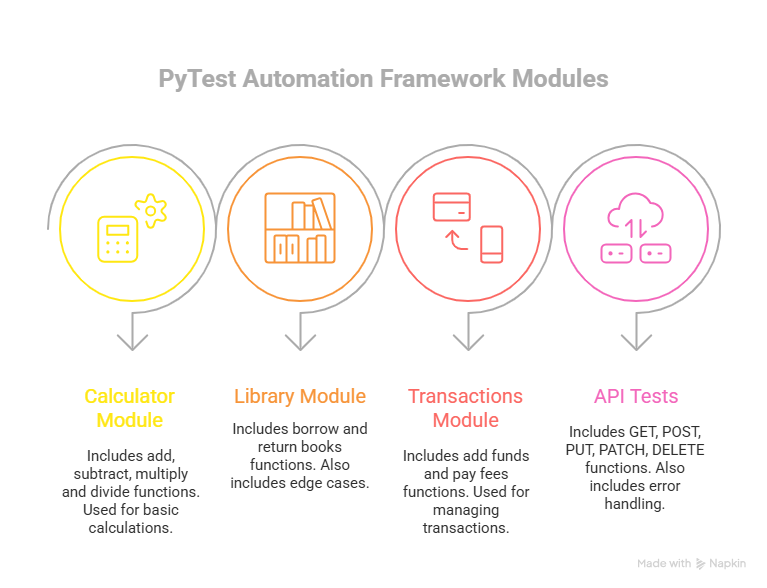 PyTest Automation Framework Modules
Calculator
Module
Includes add,
subtract, multiply
and divide functions.
Used for basic
calculations.
Library Module
Includes borrow and
return books
functions. Also
includes edge cases.
Transactions
Module
Includes add funds
and pay fees
functions. Used for
managing
transactions.
API Tests
Includes GET, POST,
PUT, PATCH, DELETE
functions. Also
includes error
handling.
Made with Napkin